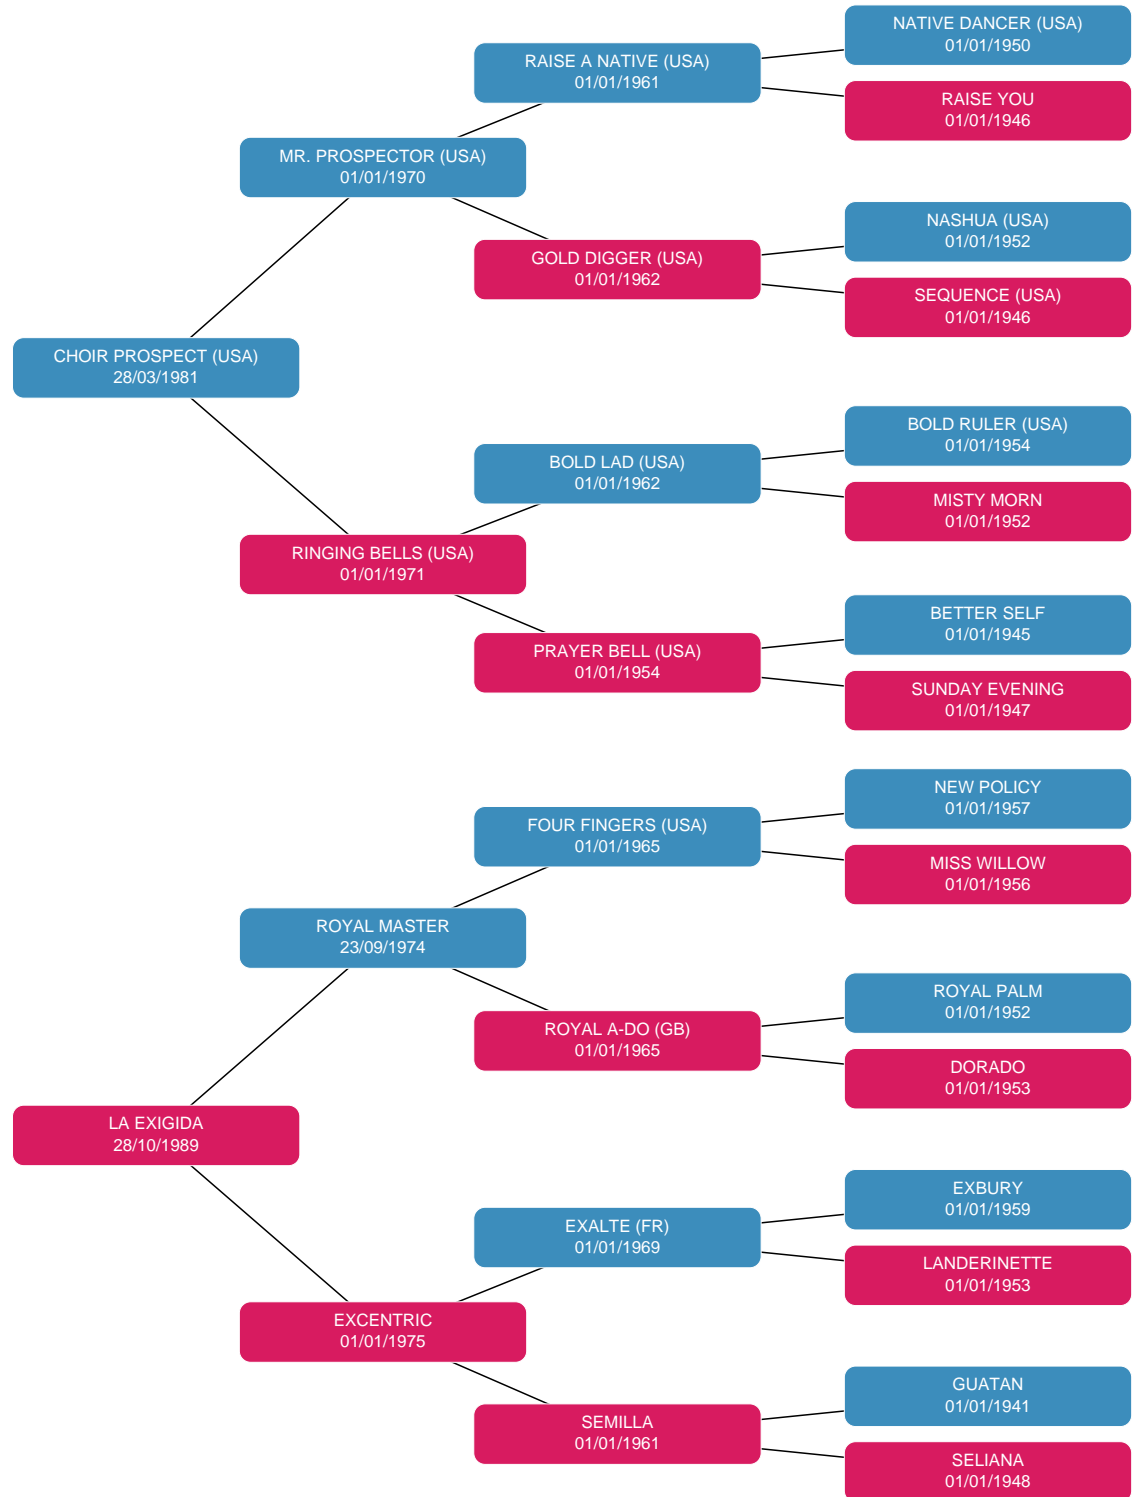 NATIVE DANCER (USA)
01/01/1950
RAISE A NATIVE (USA)
01/01/1961
RAISE YOU
01/01/1946
MR. PROSPECTOR (USA)
01/01/1970
NASHUA (USA)
01/01/1952
GOLD DIGGER (USA)
01/01/1962
SEQUENCE (USA)
01/01/1946
CHOIR PROSPECT (USA)
28/03/1981
BOLD RULER (USA)
01/01/1954
BOLD LAD (USA)
01/01/1962
MISTY MORN
01/01/1952
RINGING BELLS (USA)
01/01/1971
BETTER SELF
01/01/1945
PRAYER BELL (USA)
01/01/1954
SUNDAY EVENING
01/01/1947
NEW POLICY
01/01/1957
FOUR FINGERS (USA)
01/01/1965
MISS WILLOW
01/01/1956
ROYAL MASTER
23/09/1974
ROYAL PALM
01/01/1952
ROYAL A-DO (GB)
01/01/1965
DORADO
01/01/1953
LA EXIGIDA
28/10/1989
EXBURY
01/01/1959
EXALTE (FR)
01/01/1969
LANDERINETTE
01/01/1953
EXCENTRIC
01/01/1975
GUATAN
01/01/1941
SEMILLA
01/01/1961
SELIANA
01/01/1948